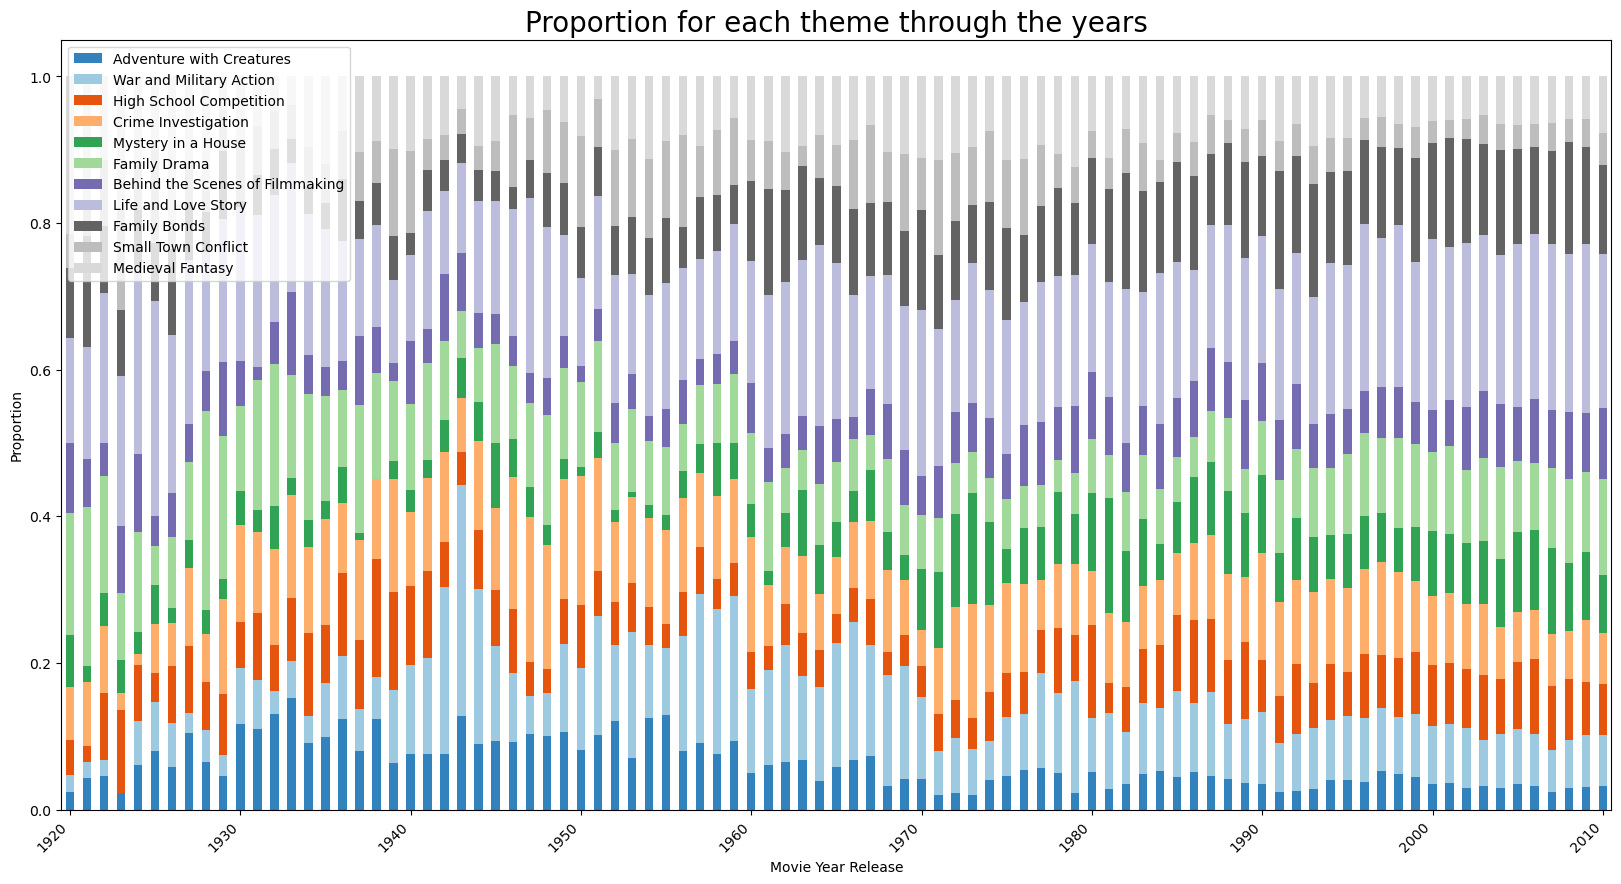 Proportion for each theme through the years
Adventure with Creatures
War and Military Action
High School Competition
Crime Investigation
Mystery in a House
Family Drama
Behind the Scenes of Filmmaking
Life and Love Story
Family Bonds
Small Town Conflict
Medieval Fantasy
1.0
0.8
0.6
0.4
0.2
0.0
Proportion
1920
1930
1940
1950
1960
1970
1980
1990
2000
2010
Movie Year Release